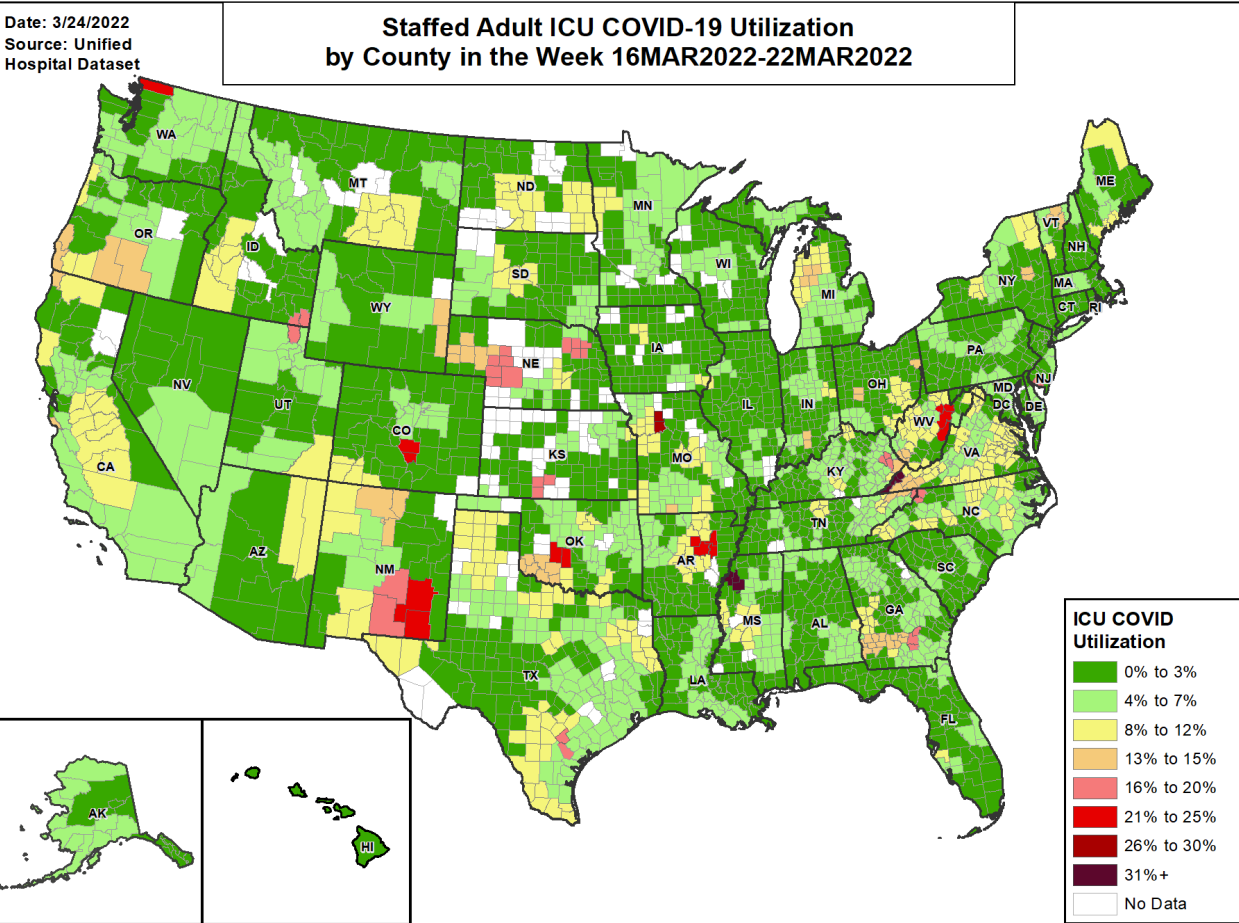 Date: 3/24/2022
Source: Unified
Hospital Dataset
Staffed Adult ICU COVID-19 Utilization
by County in the Week 16MAR2022-22MAR2022
WA
MT
ND
MN
ME
OR
ID
SD
WI
MI
NY
VT
NH
MA
CT
RI
WY
NE
IA
PA
NJ
NV
UT
CO
KS
MO
IL
IN
OH
WV
MD
DC
DE
VA
CA
KY
AZ
NM
OK
AR
TN
NC
SC
TX
LA
MS
AL
GA
FL
AK
HI
ICU COVID
Utilization
0% to 3%
4% to 7%
8% to 12%
13% to 15%
16% to 20%
21% to 25%
26% to 30%
31%+
No Data